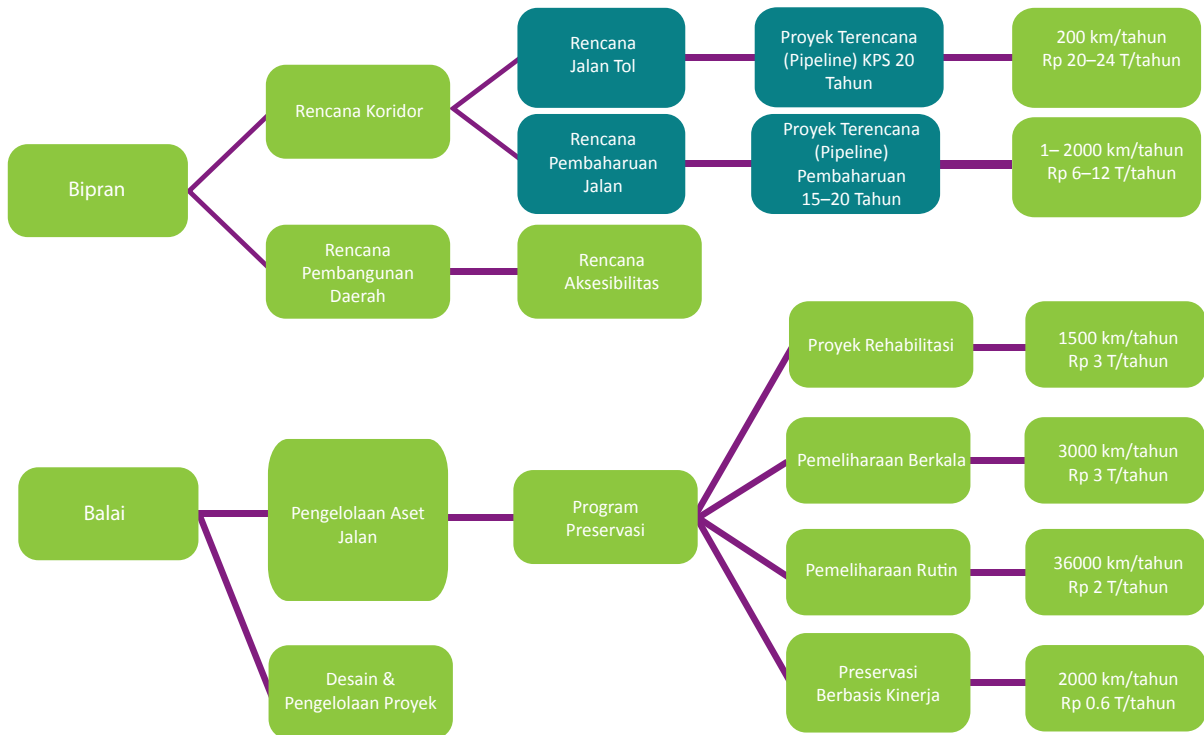 Bipran
Rencana Koridor
Rencana
Jalan Tol
Proyek Terencana
(Pipeline) KPS 20
Tahun
200 km/tahun
Rp 20–24 T/tahun
Rencana
Pembaharuan
Jalan
Proyek Terencana
(Pipeline)
Pembaharuan
15–20 Tahun
1– 2000 km/tahun
Rp 6–12 T/tahun
Rencana
Pembangunan
Daerah
Rencana
Aksesibilitas
Balai
Pengelolaan Aset
Jalan
Program
Preservasi
Proyek Rehabilitasi
1500 km/tahun
Rp 3 T/tahun
Pemeliharaan Berkala
3000 km/tahun
Rp 3 T/tahun
Pemeliharaan Rutin
36000 km/tahun
Rp 2 T/tahun
Preservasi
Berbasis Kinerja
2000 km/tahun
Rp 0.6 T/tahun
Desain &
Pengelolaan Proyek